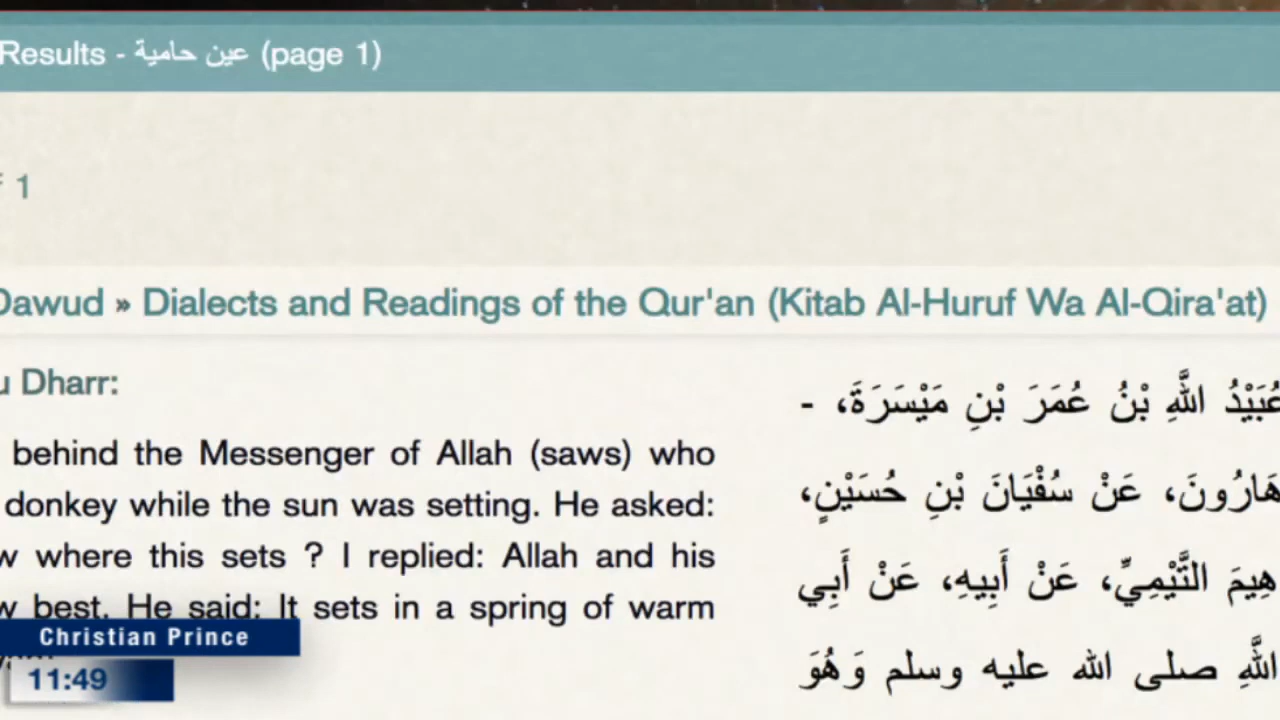 Results - عين حامية (page 1)
1
Dawud » Dialects and Readings of the Qur'an (Kitab Al-Huruf Wa Al-Qira'at)
Dharr:
behind the Messenger of Allah (saws) who
donkey while the sun was setting. He asked:
where this sets ? I replied: Allah and his
best. He said: It sets in a spring of warm
عُبَيْدُ اللَّهِ بْنُ عُمَرَ بْنِ مَيْسَرَةَ، -
هَارُونَ، عَنْ سُفْيَانَ بْنِ حُسَيْنٍ،
التَّيْمِيِّ، عَنْ أَبِيهِ، عَنْ أَبِي
اللَّهِ صلى الله عليه وسلم وَهُوَ
Christian Prince
11:49